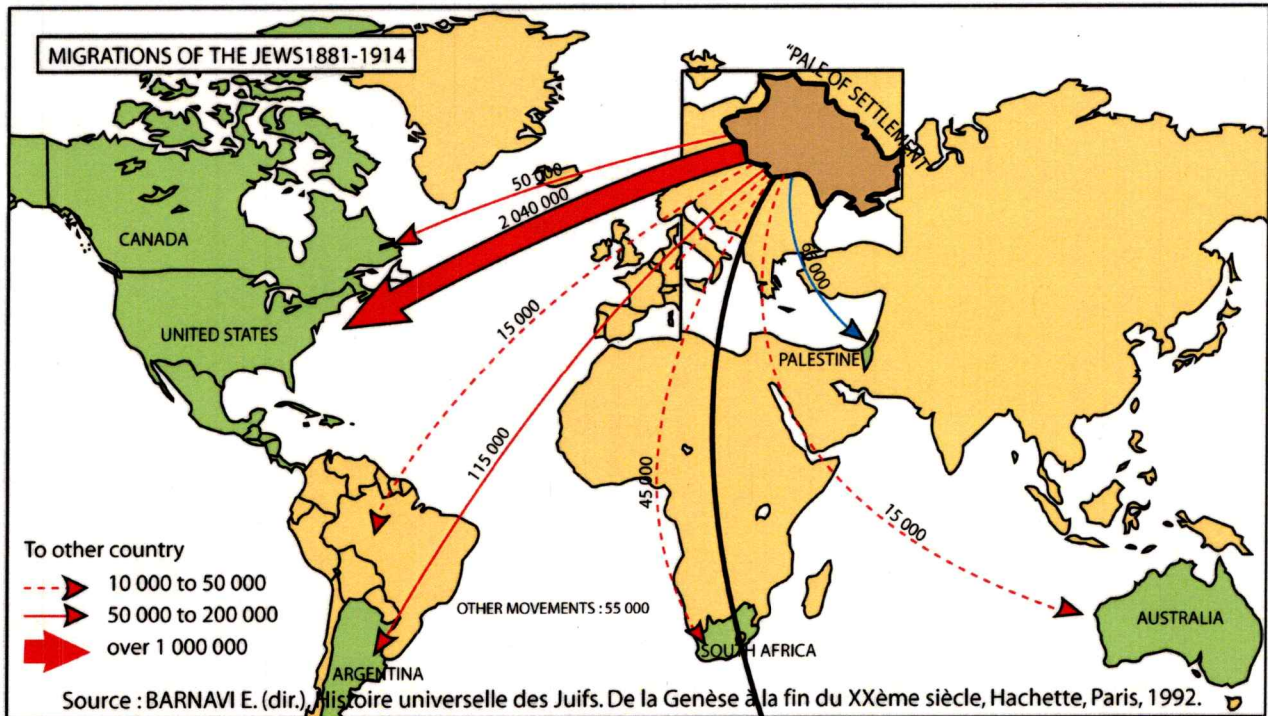 MIGRATIONS OF THE JEWS1881-1914
"PALE OF SETTLEMENT"
50 000
2 040 000
CANADA
UNITED STATES
15 000
68 000
PALESTINE
115 000
45 000
15 000
To other country
10 000 to 50 000
50 000 to 200 000
over 1 000 000
OTHER MOVEMENTS : 55 000
AUSTRALIA
SOUTH AFRICA
ARGENTINA
Source : BARNAVI E. (dir.), Histoire universelle des Juifs. De la Genèse à la fin du XXème siècle, Hachette, Paris, 1992.